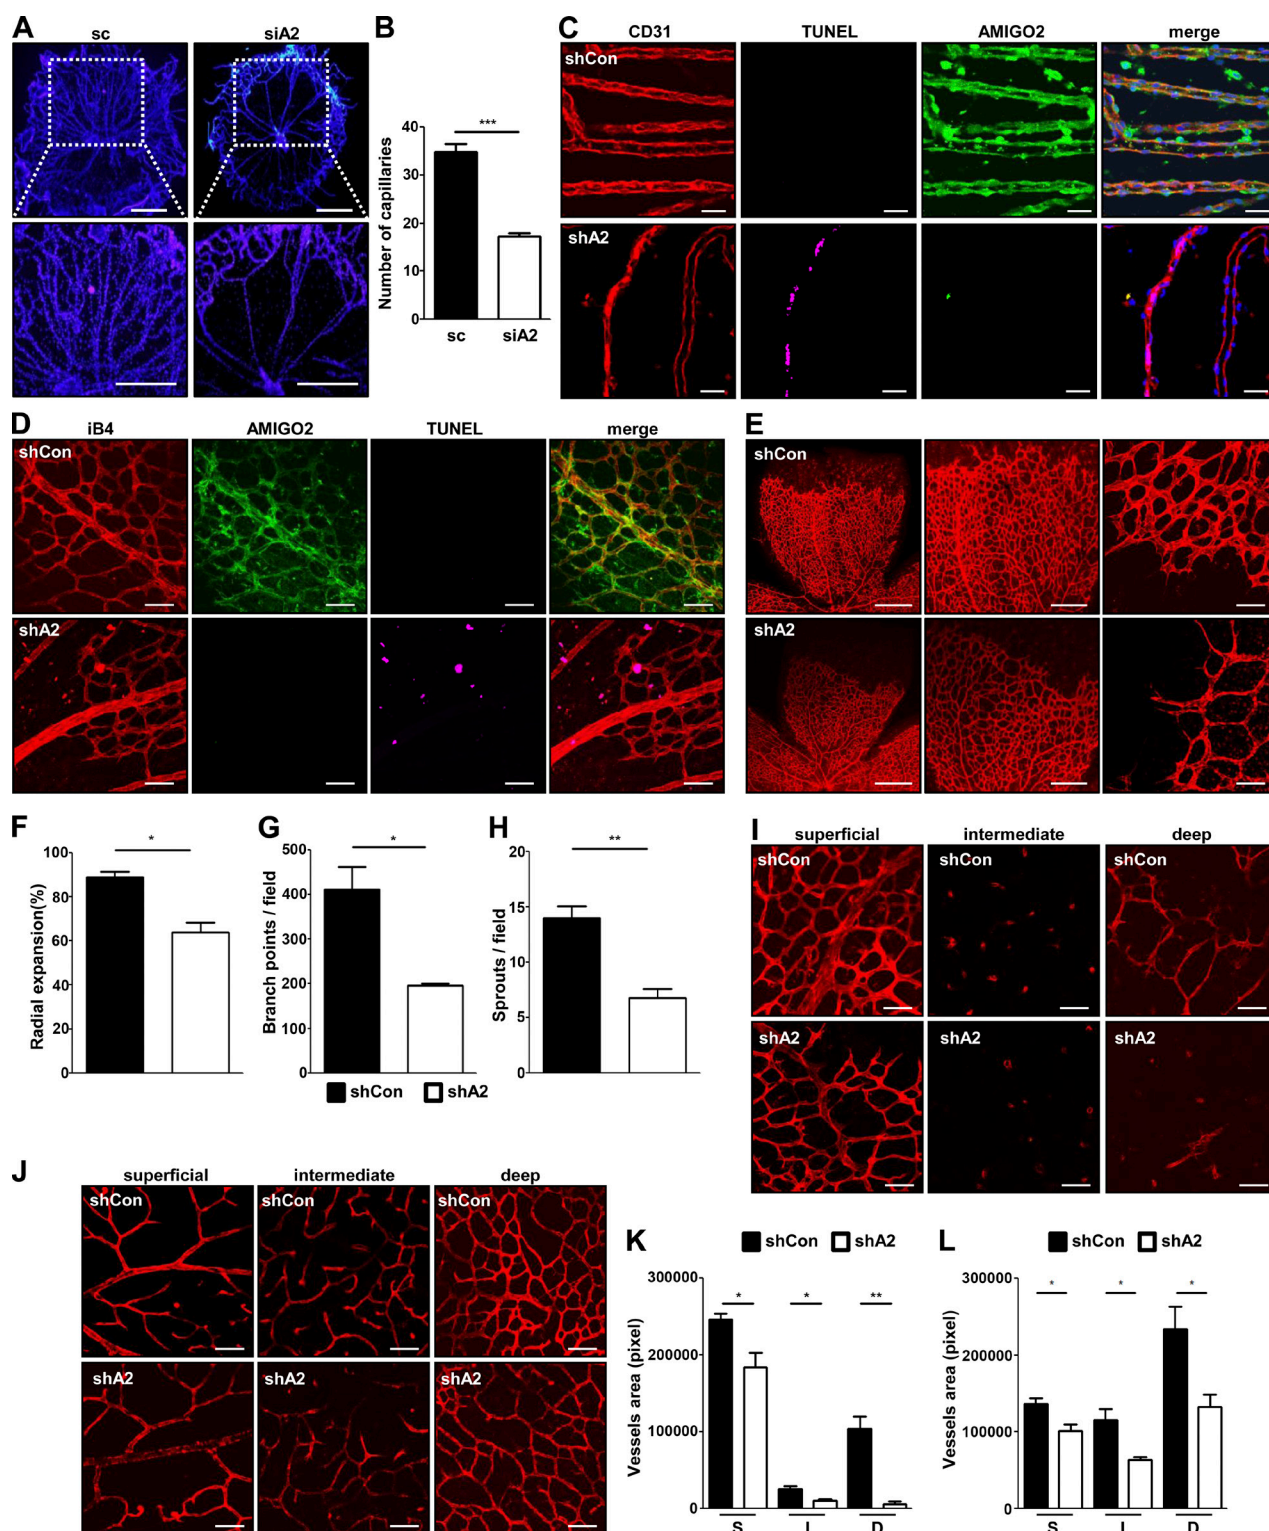 A
sc
siA2
B
Number of capillaries
40
30
20
10
0
***
sc
siA2
C
CD31
TUNEL
AMIGO2
merge
shCon
shA2
D
iB4
AMIGO2
TUNEL
merge
shCon
shA2
E
shCon
shA2
F
Radial expansion(%)
100
80
60
40
20
0
*
G
Branch points / field
500
400
300
200
100
0
*
H
Sprouts / field
20
15
10
5
0
**
shCon
shA2
I
superficial
intermediate
deep
shCon
shCon
shCon
shA2
shA2
shA2
J
superficial
intermediate
deep
shCon
shCon
shCon
shA2
shA2
shA2
K
shCon
shA2
Vessels area (pixel)
300000
200000
100000
0
*
*
**
S
I
D
L
shCon
shA2
Vessels area (pixel)
300000
200000
100000
0
*
*
*
S
I
D